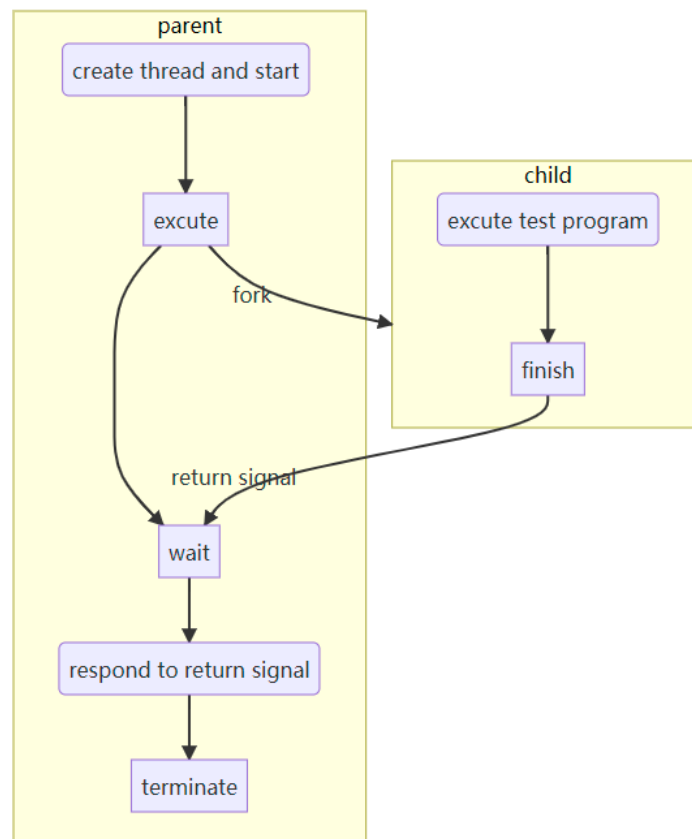 parent
create thread and start
excute
fork
child
excute test program
finish
return signal
wait
respond to return signal
terminate